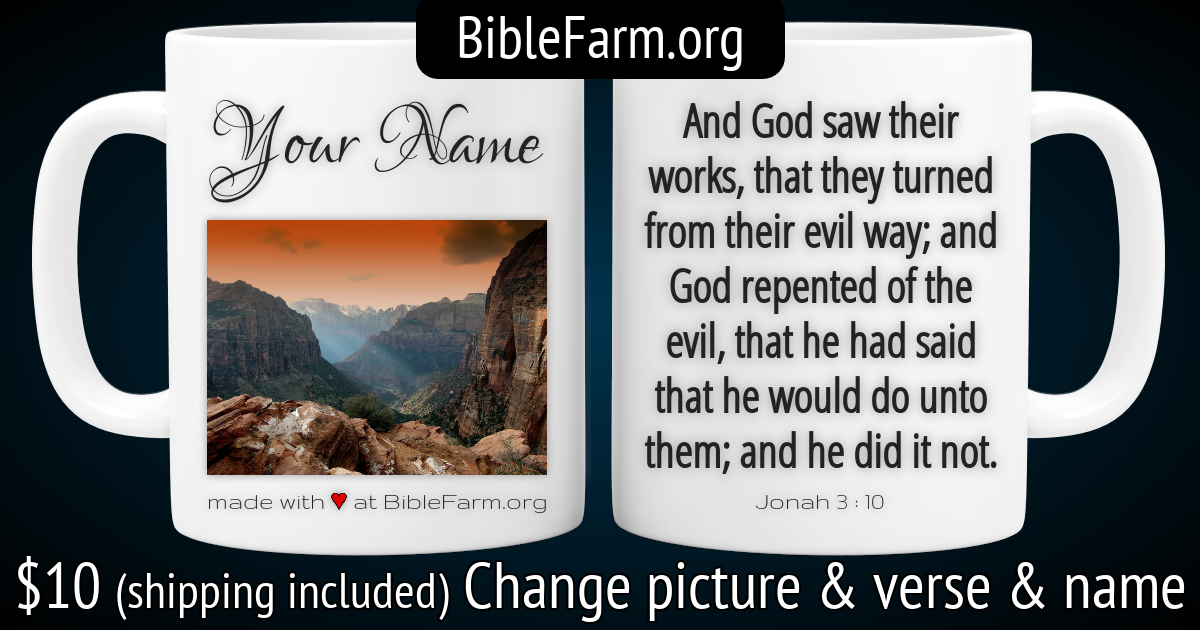 BibleFarm.org
Your Name
made with ♥ at BibleFarm.org
And God saw their
works, that they turned
from their evil way; and
God repented of the
evil, that he had said
that he would do unto
them; and he did it not.
Jonah 3 : 10
$10 (shipping included) Change picture & verse & name